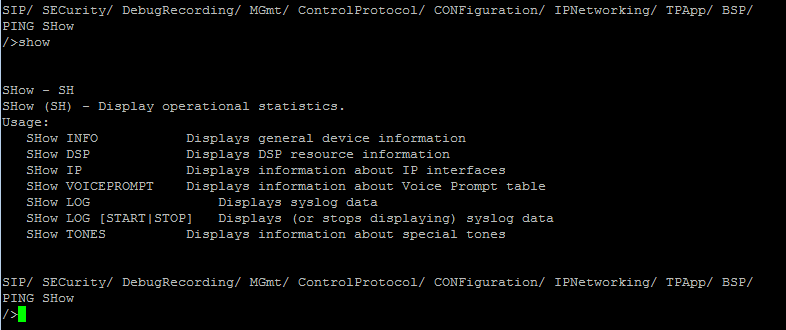 SIP/ SECurity/ DebugRecording/ MGmt/ ControlProtocol/ CONFiguration/ IPNetworking/ TPApp/ BSP/
PING SHow
/>show
SHow - SH
SHow (SH) - Display operational statistics.
Usage:
SHow INFO Displays general device information
SHow DSP Displays DSP resource information
SHow IP Displays information about IP interfaces
SHow VOICEPROMPT Displays information about Voice Prompt table
SHow LOG Displays syslog data
SHow LOG [START|STOP] Displays (or stops displaying) syslog data
SHow TONES Displays information about special tones
SIP/ SECurity/ DebugRecording/ MGmt/ ControlProtocol/ CONFiguration/ IPNetworking/ TPApp/ BSP/
PING SHow
/>